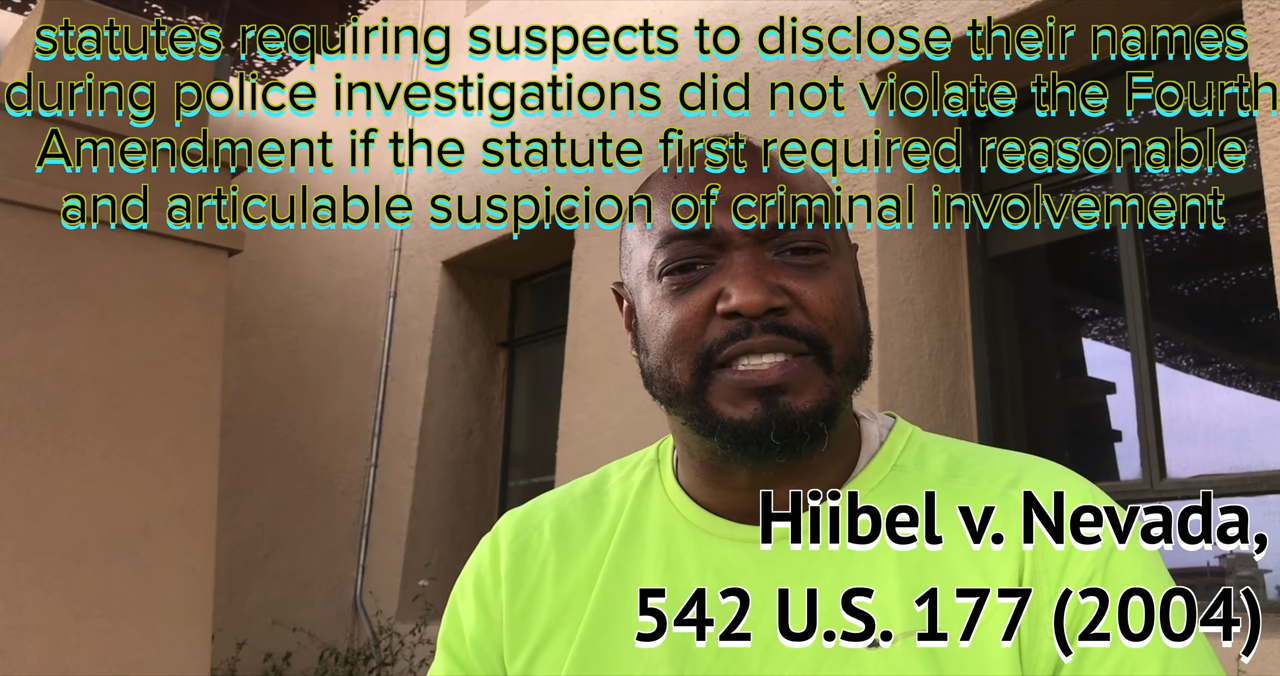 statutes requiring suspects to disclose their names
during police investigations did not violate the Fourth
Amendment if the statute first required reasonable
and articulable suspicion of criminal involvement
Hiibel v. Nevada,
542 U.S. 177 (2004)